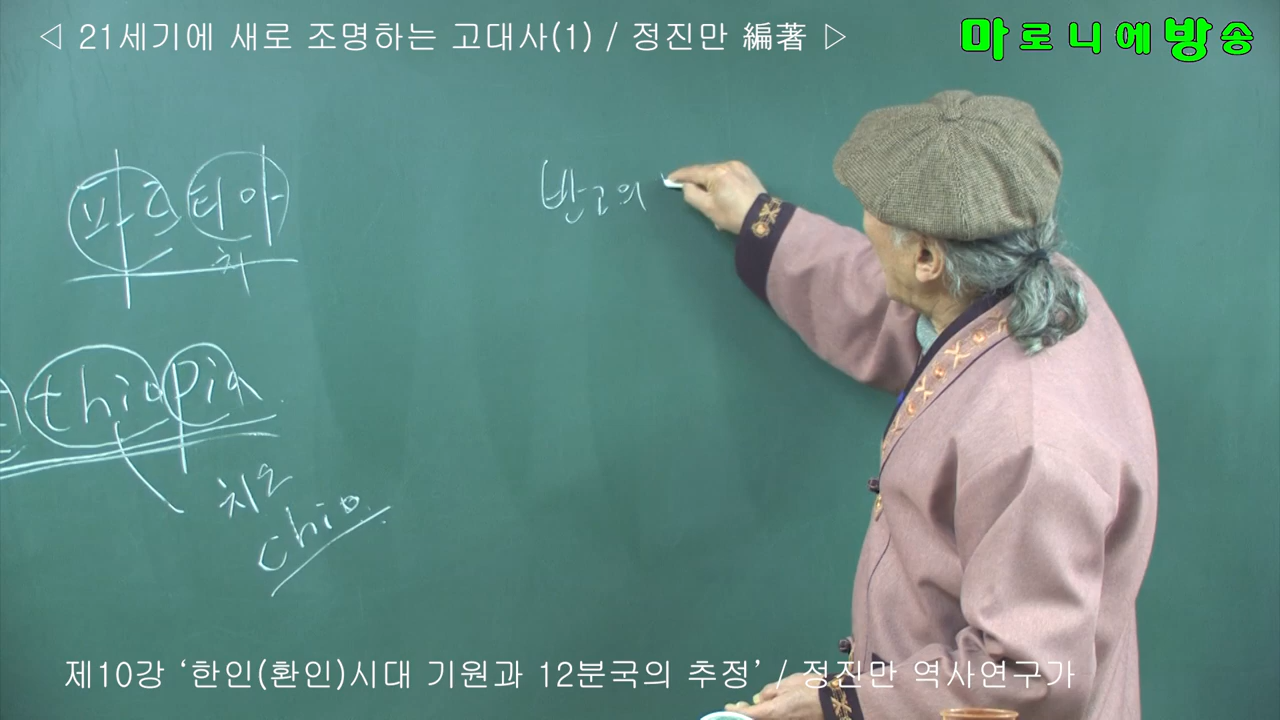 ◁ 21세기에 새로 조명하는 고대사(1) / 정진만 編著 ▷
마로니에방송
파르티아
치
반고의
thiopia
치오
chio
제10강 ‘한인(환인)시대 기원과 12분국의 추정’ / 정진만 역사연구가